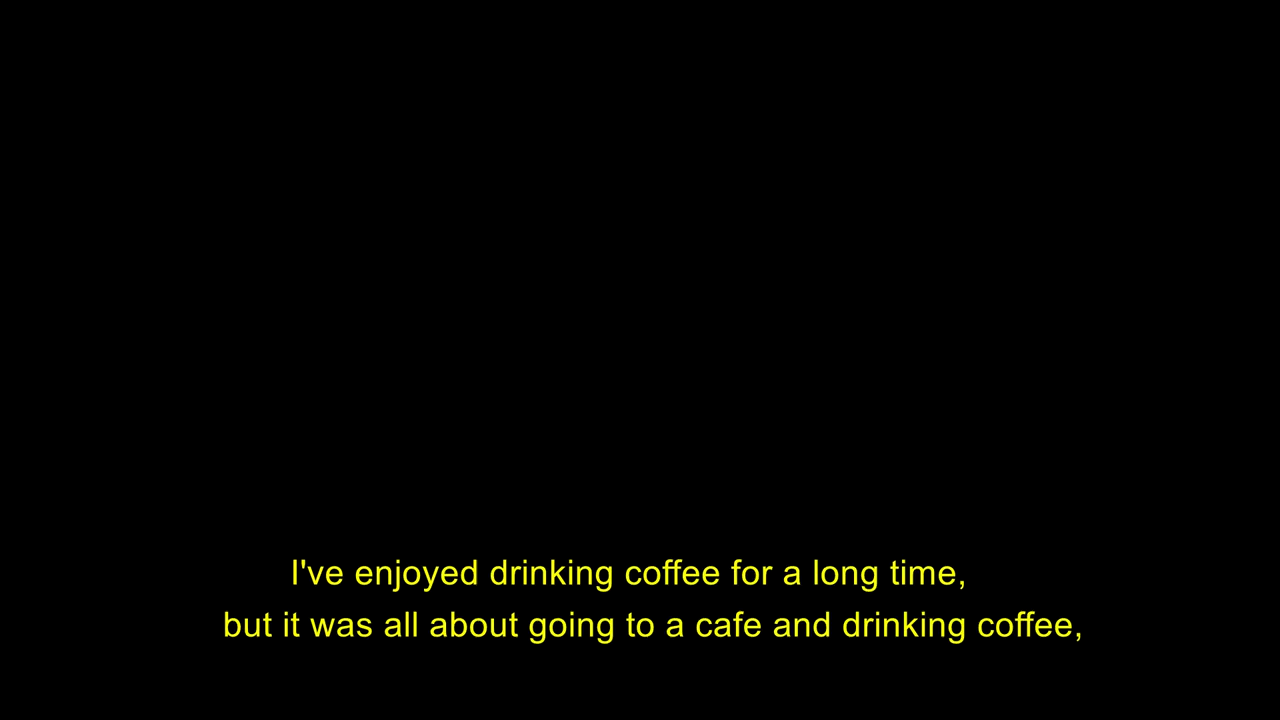 I've enjoyed drinking coffee for a long time,
but it was all about going to a cafe and drinking coffee,